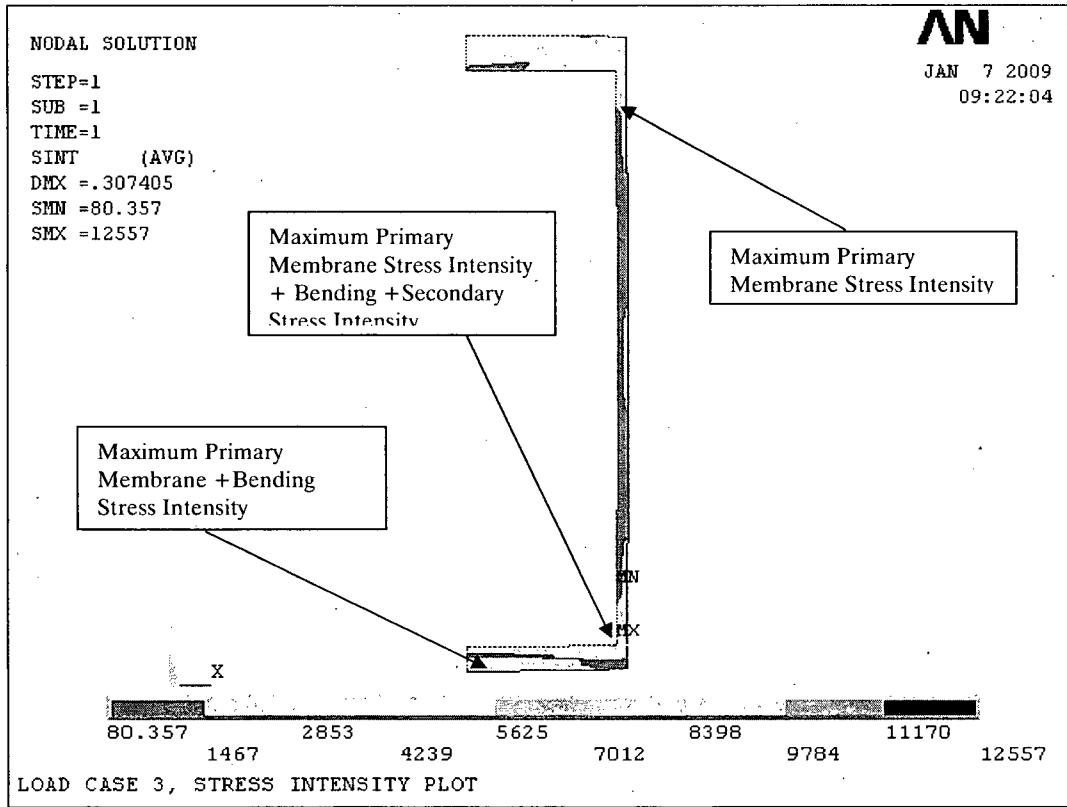 NODAL SOLUTION
STEP=1
SUB =1
TIME=1
SINT (AVG)
DMX =.307405
SMN =80.357
SMX =12557
AN
JAN 7 2009
09:22:04
Maximum Primary
Membrane Stress Intensity
+ Bending +Secondary
Stress Intensity
Maximum Primary
Membrane Stress Intensity
Maximum Primary
Membrane +Bending
Stress Intensity
MN
MX
X
80.357 2853 5625 8398 11170
1467 4239 7012 9784 12557
LOAD CASE 3, STRESS INTENSITY PLOT